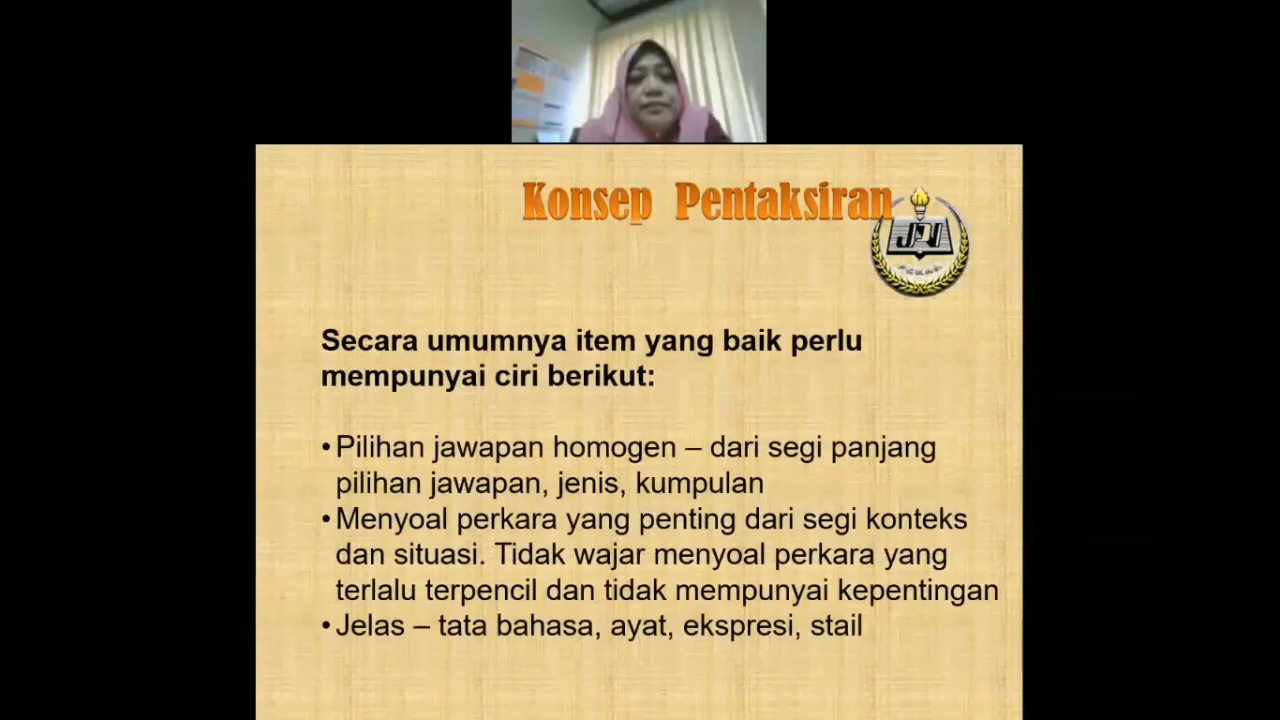 Konsep Pentaksiran
JPN
PERAK
Secara umumnya item yang baik perlu
mempunyai ciri berikut:
• Pilihan jawapan homogen – dari segi panjang
pilihan jawapan, jenis, kumpulan
• Menyoal perkara yang penting dari segi konteks
dan situasi. Tidak wajar menyoal perkara yang
terlalu terpencil dan tidak mempunyai kepentingan
• Jelas – tata bahasa, ayat, ekspresi, stail